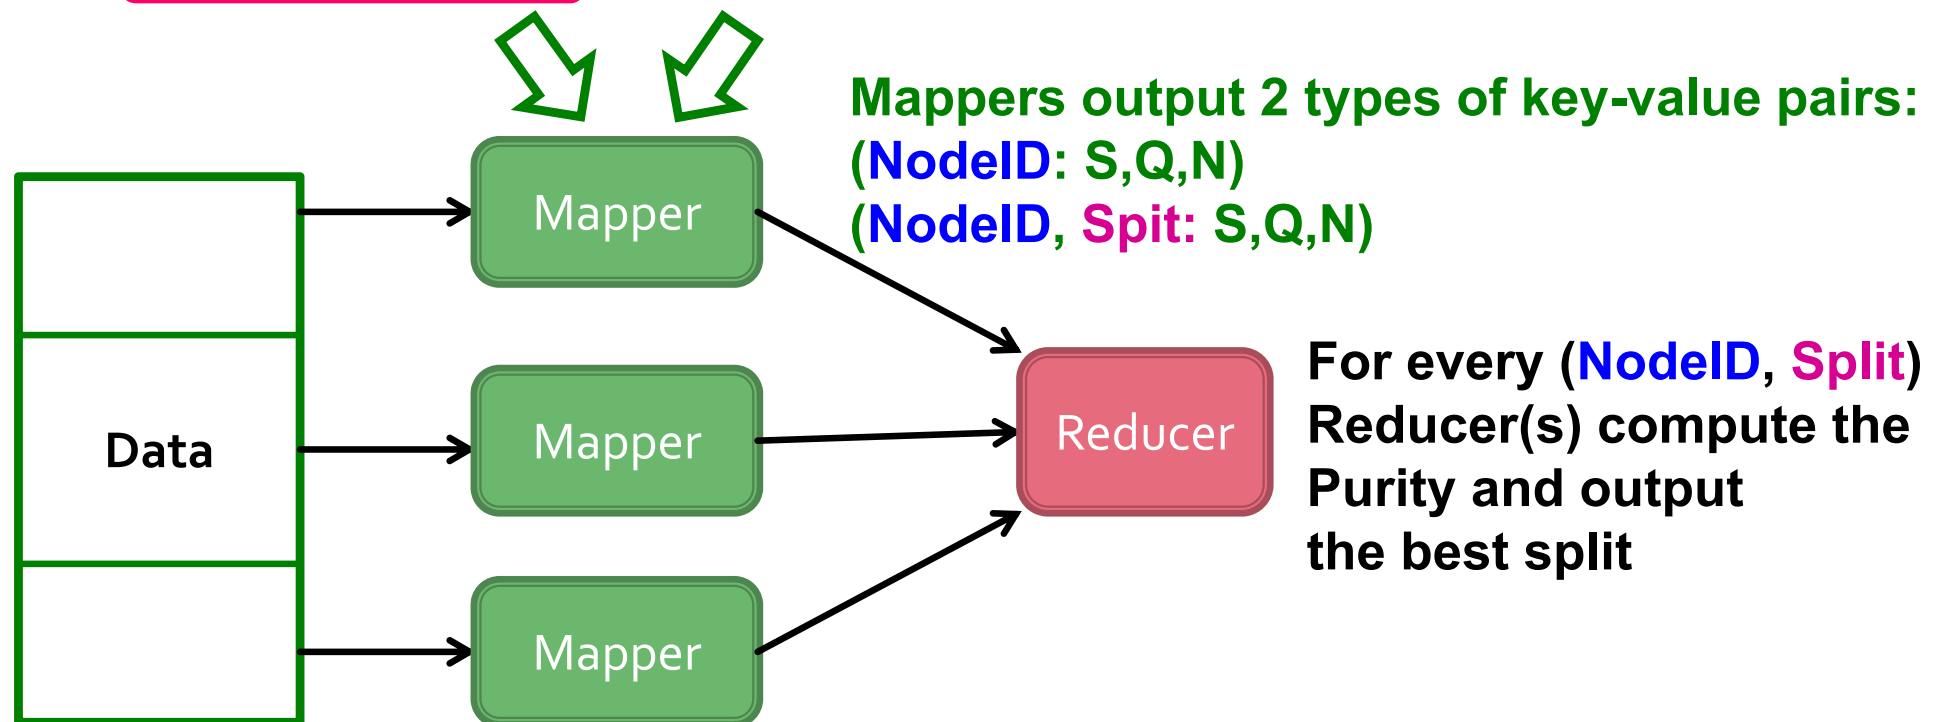 Mappers output 2 types of key-value pairs:
(NodeID: S,Q,N)
(NodeID, Spit: S,Q,N)
Mapper
Data
Mapper
Mapper
Reducer
For every (NodeID, Split)
Reducer(s) compute the
Purity and output
the best split